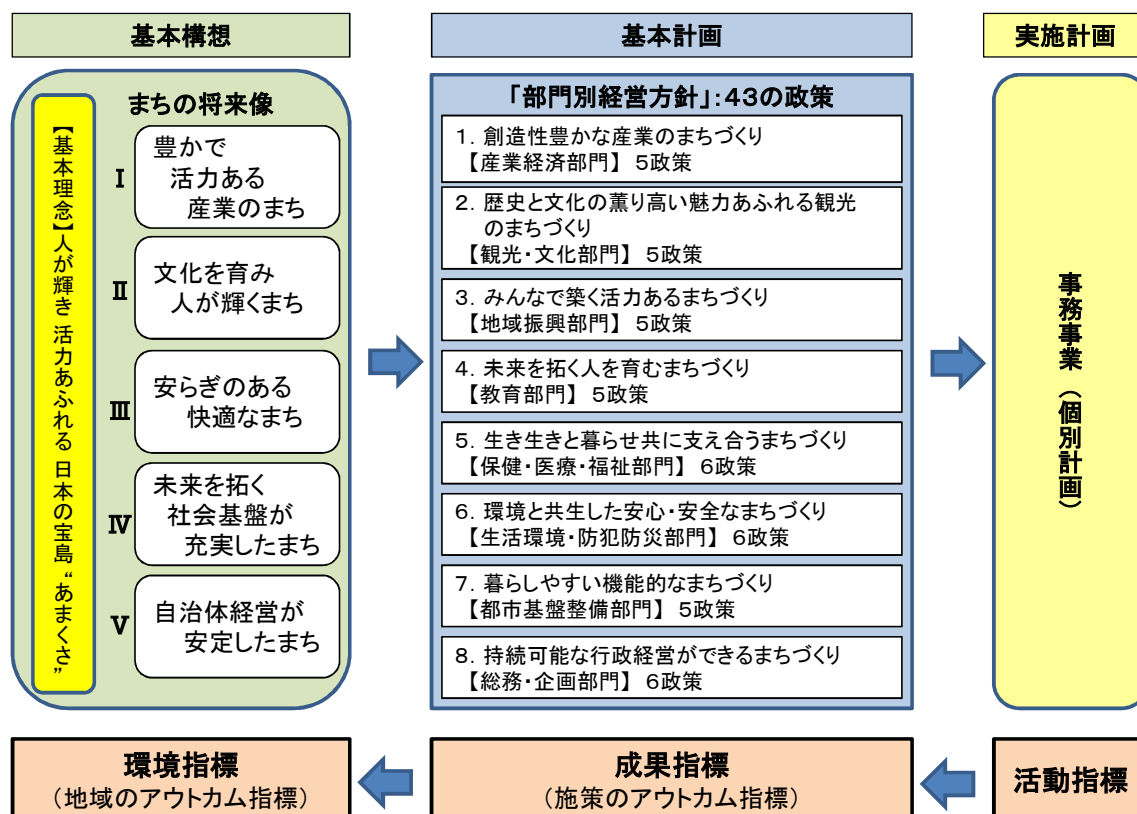 基本構想
基本計画
実施計画
【基本理念】人が輝き 活力あふれる 日本の宝島 “あまくさ”
まちの将来像
Ⅰ
豊かで
活力ある
産業のまち
Ⅱ
文化を育み
人が輝くまち
Ⅲ
安らぎのある
快適なまち
Ⅳ
未来を拓く
社会基盤が
充実したまち
Ⅴ
自治体経営が
安定したまち
「部門別経営方針」:43の政策
1．創造性豊かな産業のまちづくり
【産業経済部門】 5政策
2．歴史と文化の薫り高い魅力あふれる観光
のまちづくり
【観光・文化部門】 5政策
3．みんなで築く活力あるまちづくり
【地域振興部門】 5政策
4．未来を拓く人を育むまちづくり
【教育部門】 5政策
5．生き生きと暮らせ共に支え合うまちづくり
【保健・医療・福祉部門】 6政策
6．環境と共生した安心・安全なまちづくり
【生活環境・防犯防災部門】 6政策
7．暮らしやすい機能的なまちづくり
【都市基盤整備部門】 5政策
8．持続可能な行政経営ができるまちづくり
【総務・企画部門】 6政策
事務事業（個別計画）
環境指標
（地域のアウトカム指標）
成果指標
（施策のアウトカム指標）
活動指標